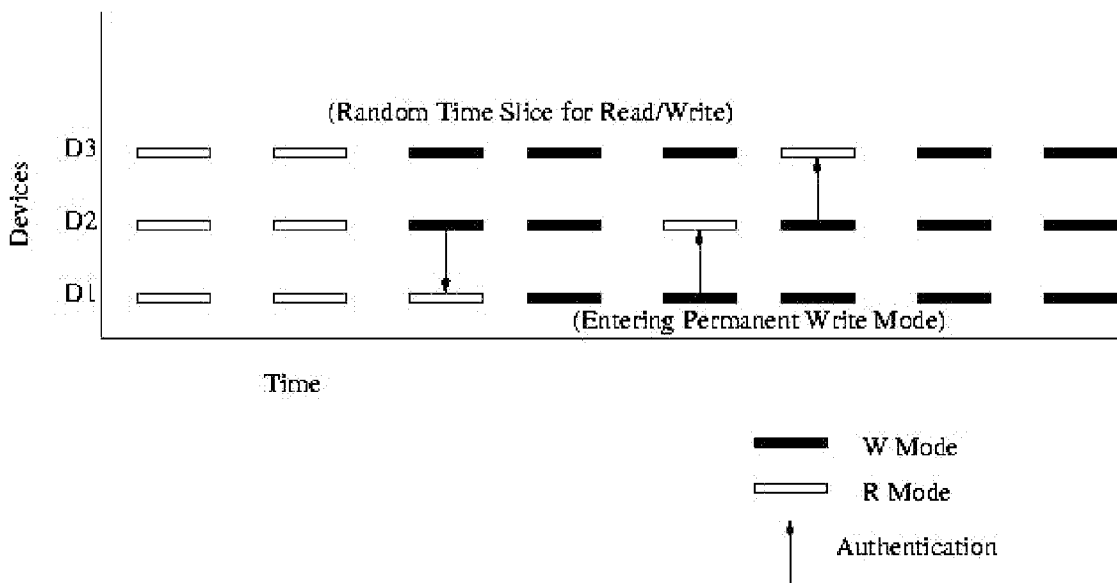 (Random Time Slice for Read/Write)
D3
Devices
D2
D1
(Entering Permanent Write Mode)
Time
W Mode
R Mode
Authentication